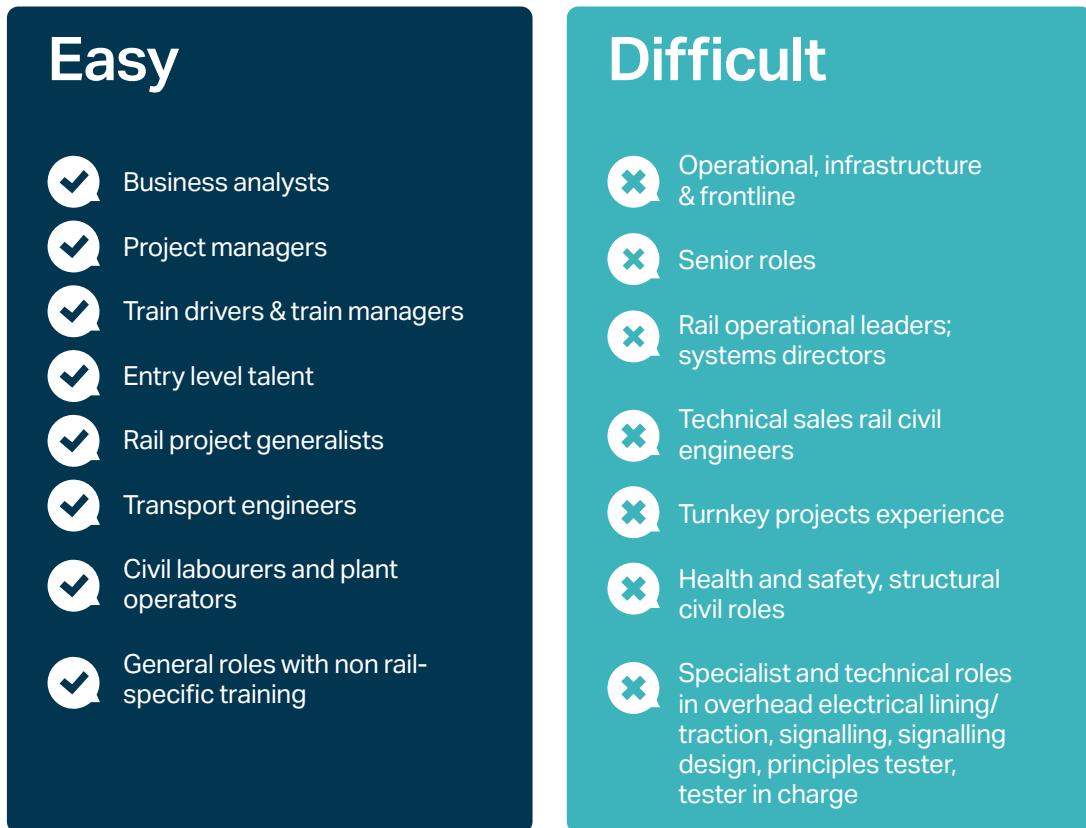 Easy
Business analysts
Project managers
Train drivers & train managers
Entry level talent
Rail project generalists
Transport engineers
Civil labourers and plant
operators
General roles with non rail-
specific training
Difficult
Operational, infrastructure
& frontline
Senior roles
Rail operational leaders;
systems directors
Technical sales rail civil
engineers
Turnkey projects experience
Health and safety, structural
civil roles
Specialist and technical roles
in overhead electrical lining/
traction, signalling, signalling
design, principles tester,
tester in charge